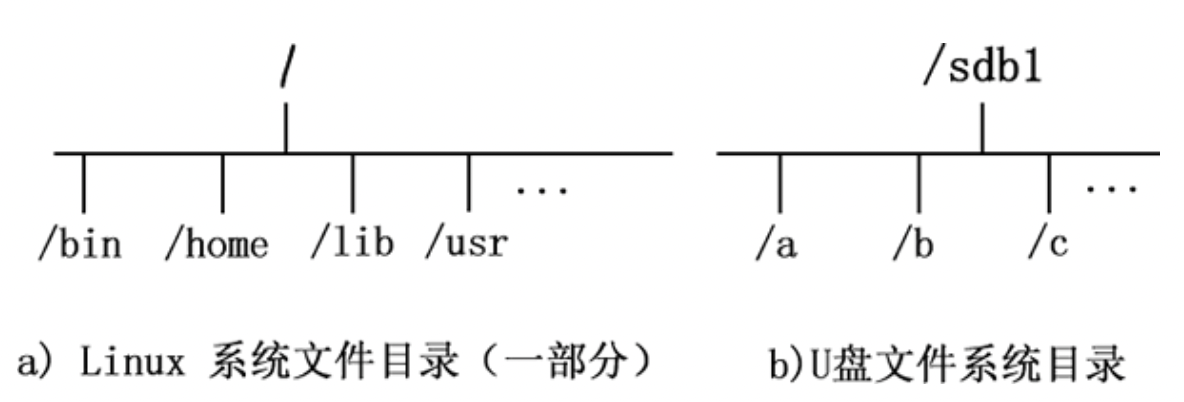 / /sdb1
/bin /home /lib /usr ... /a /b /c ...
a) Linux 系统文件目录（一部分） b)U盘文件系统目录